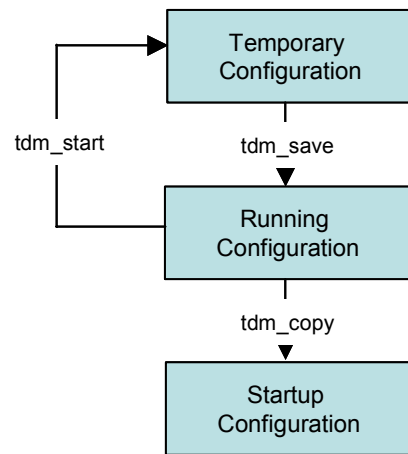 Temporary
Configuration
tdm_start
tdm_save
Running
Configuration
tdm_copy
Startup
Configuration